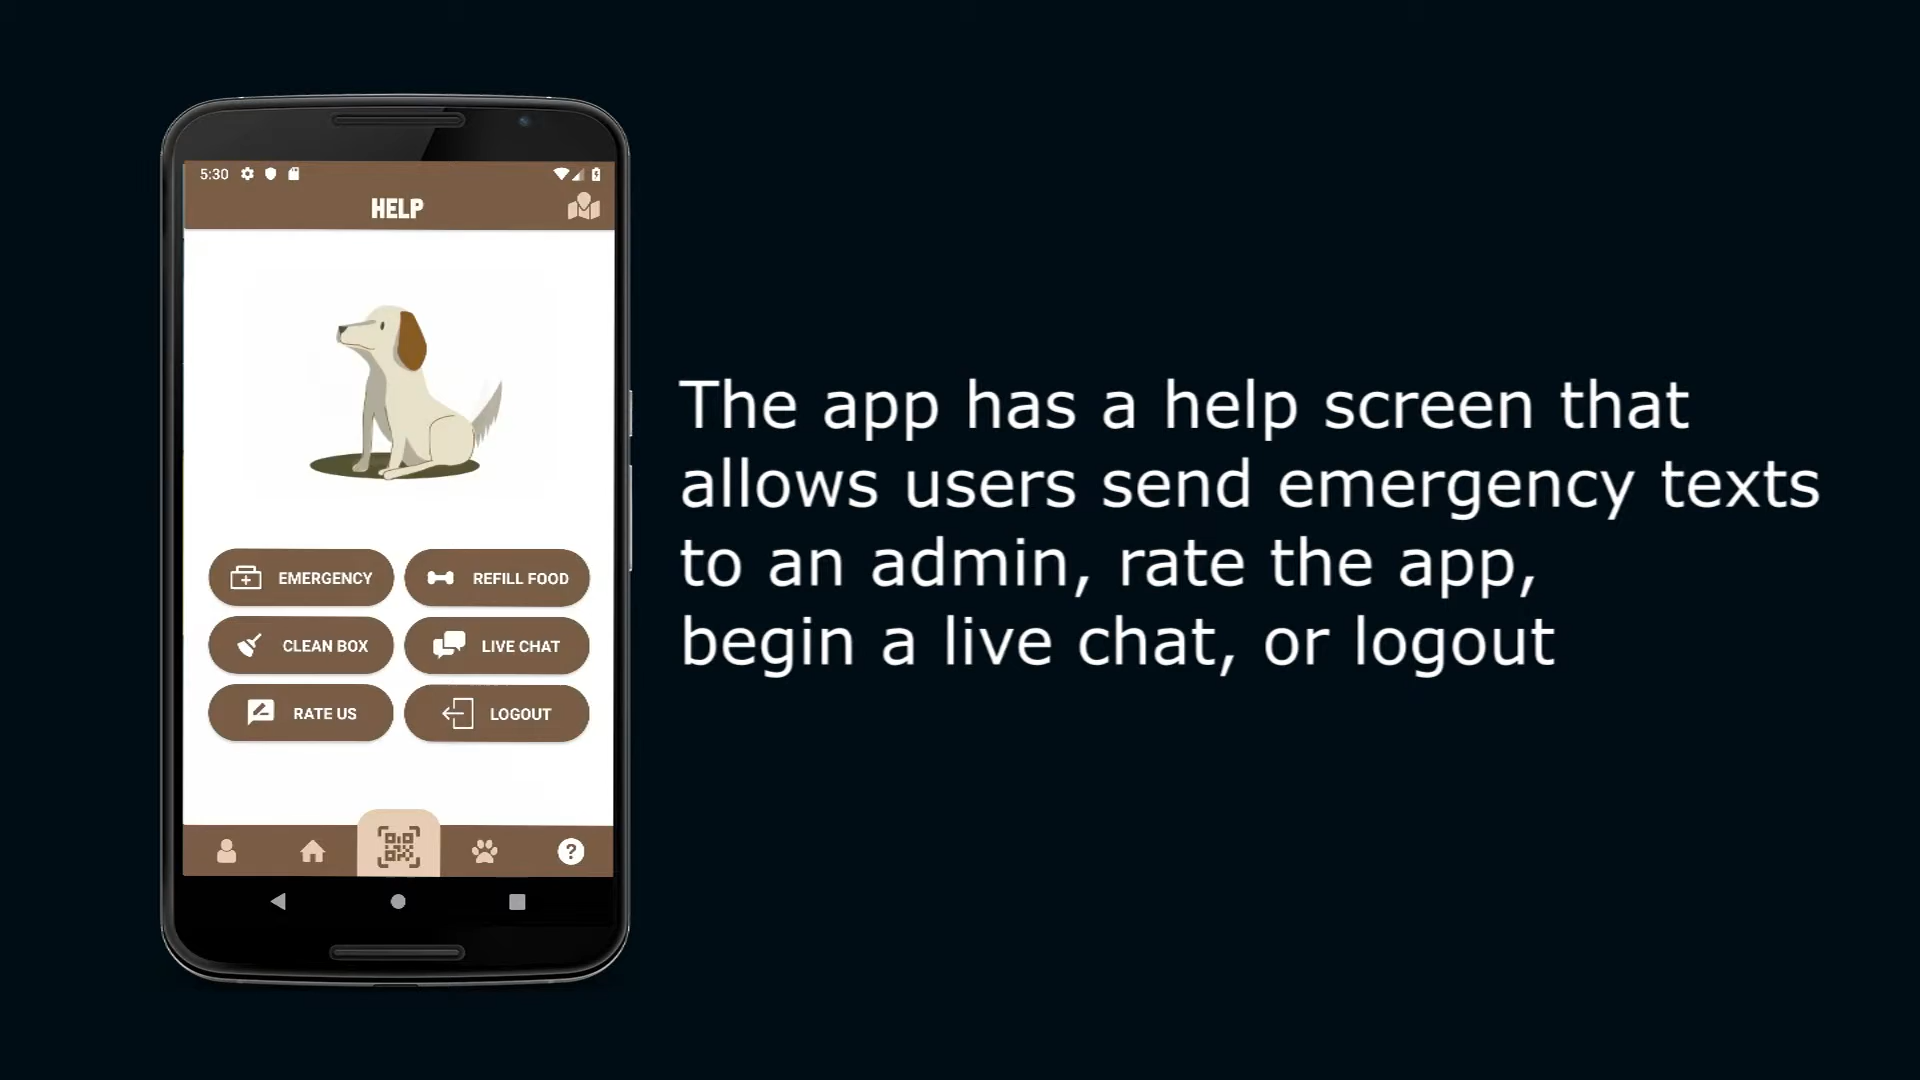 5:30
HELP
EMERGENCY
REFILL FOOD
CLEAN BOX
LIVE CHAT
RATE US
LOGOUT
?
The app has a help screen that
allows users send emergency texts
to an admin, rate the app,
begin a live chat, or logout